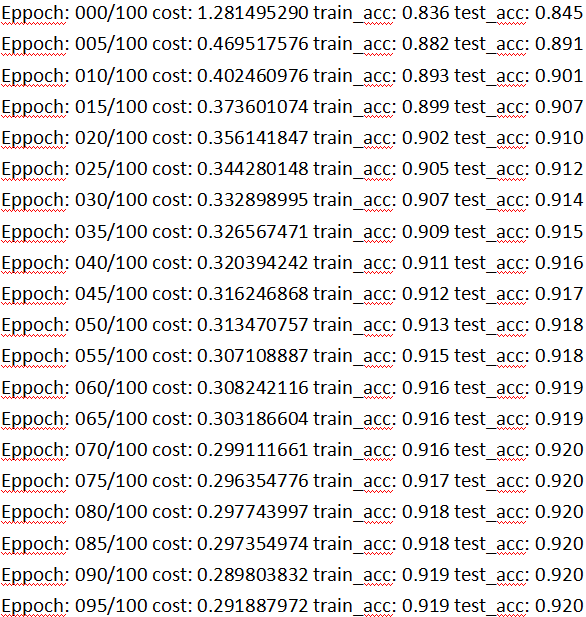 Eppoch: 000/100 cost: 1.281495290 train_acc: 0.836 test_acc: 0.845
Eppoch: 005/100 cost: 0.469517576 train_acc: 0.882 test_acc: 0.891
Eppoch: 010/100 cost: 0.402460976 train_acc: 0.893 test_acc: 0.901
Eppoch: 015/100 cost: 0.373601074 train_acc: 0.899 test_acc: 0.907
Eppoch: 020/100 cost: 0.356141847 train_acc: 0.902 test_acc: 0.910
Eppoch: 025/100 cost: 0.344280148 train_acc: 0.905 test_acc: 0.912
Eppoch: 030/100 cost: 0.332898995 train_acc: 0.907 test_acc: 0.914
Eppoch: 035/100 cost: 0.326567471 train_acc: 0.909 test_acc: 0.915
Eppoch: 040/100 cost: 0.320394242 train_acc: 0.911 test_acc: 0.916
Eppoch: 045/100 cost: 0.316246868 train_acc: 0.912 test_acc: 0.917
Eppoch: 050/100 cost: 0.313470757 train_acc: 0.913 test_acc: 0.918
Eppoch: 055/100 cost: 0.307108887 train_acc: 0.915 test_acc: 0.918
Eppoch: 060/100 cost: 0.308242116 train_acc: 0.916 test_acc: 0.919
Eppoch: 065/100 cost: 0.303186604 train_acc: 0.916 test_acc: 0.919
Eppoch: 070/100 cost: 0.299111661 train_acc: 0.916 test_acc: 0.920
Eppoch: 075/100 cost: 0.296354776 train_acc: 0.917 test_acc: 0.920
Eppoch: 080/100 cost: 0.297743997 train_acc: 0.918 test_acc: 0.920
Eppoch: 085/100 cost: 0.297354974 train_acc: 0.918 test_acc: 0.920
Eppoch: 090/100 cost: 0.289803832 train_acc: 0.919 test_acc: 0.920
Eppoch: 095/100 cost: 0.291887972 train_acc: 0.919 test_acc: 0.920